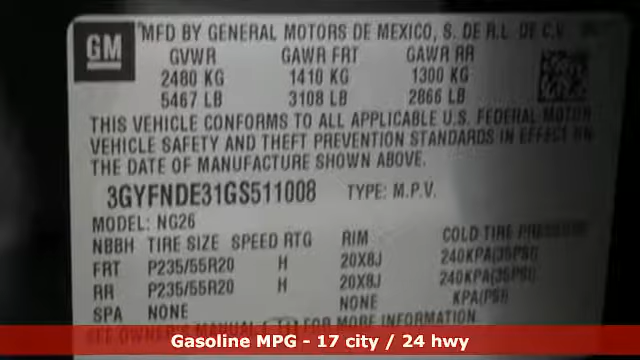 GM
MFD BY GENERAL MOTORS DE MEXICO, S. DE R.L. DE C.V.
GVWR GAWR FRT GAWR RR
2480 KG 1410 KG 1300 KG
5467 LB 3108 LB 2866 LB
THIS VEHICLE CONFORMS TO ALL APPLICABLE U.S. FEDERAL MOTOR
VEHICLE SAFETY AND THEFT PREVENTION STANDARDS IN EFFECT ON
THE DATE OF MANUFACTURE SHOWN ABOVE.
3GYFNDE31GS511008 TYPE: M.P.V.
MODEL: NG26
NBBH TIRE SIZE SPEED RTG RIM COLD TIRE PRESSURE
FRT P235/55R20 H 20X8J 240KPA(35PSI)
RR P235/55R20 H 20X8J 240KPA(35PSI)
SPA NONE NONE KPA(PSI)
SEE OWNER'S MANUAL FOR MORE INFORMATION.
Gasoline MPG - 17 city / 24 hwy